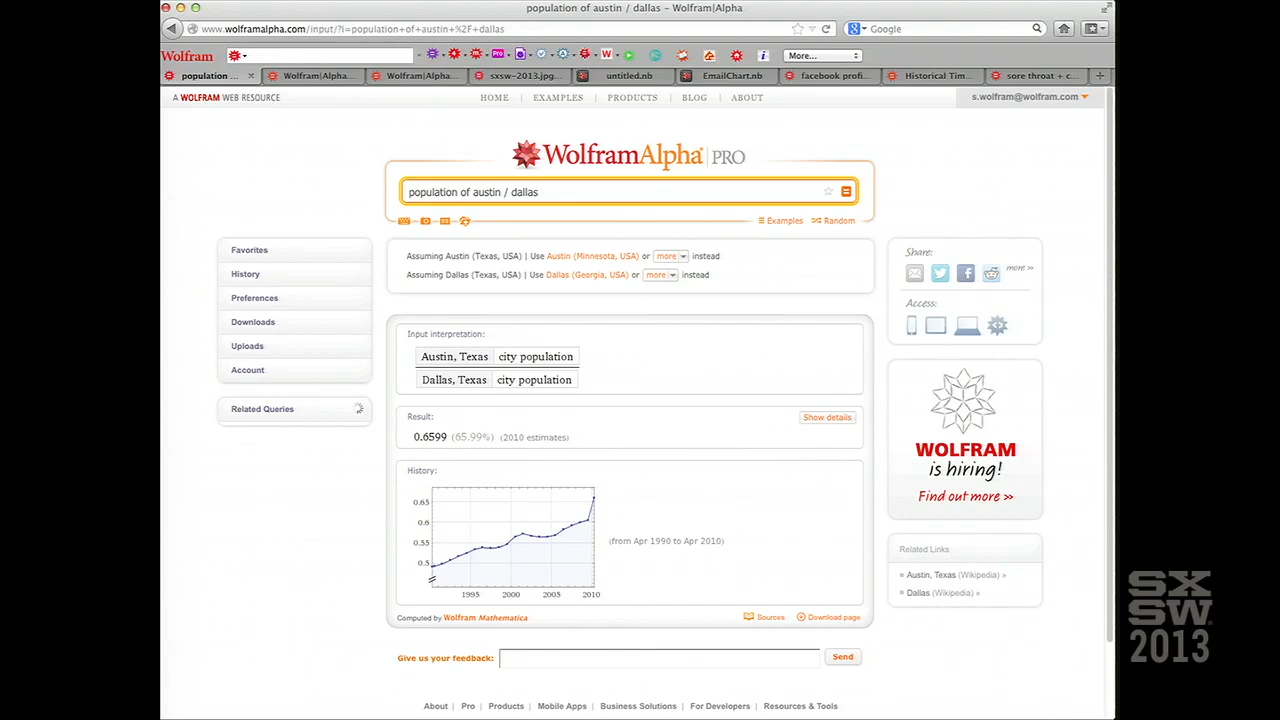 population of austin / dallas - Wolfram|Alpha
www.wolframalpha.com/input/?i=population+of+austin+%2F+dallas
Google
Wolfram
Pro
W
More...
population ...
Wolfram|Alpha...
Wolfram|Alpha...
sxsw-2013.jpg...
untitled.nb
EmailChart.nb
facebook profi...
Historical Tim...
sore throat + c...
A WOLFRAM WEB RESOURCE
HOME | EXAMPLES | PRODUCTS | BLOG | ABOUT
s.wolfram@wolfram.com
WolframAlpha PRO
population of austin / dallas
Examples
Random
Favorites
History
Preferences
Downloads
Uploads
Account
Related Queries
Assuming Austin (Texas, USA) | Use Austin (Minnesota, USA) or more instead
Assuming Dallas (Texas, USA) | Use Dallas (Georgia, USA) or more instead
Input interpretation:
Austin, Texas city population
Dallas, Texas city population
Result:
Show details
0.6599 (65.99%) (2010 estimates)
History:
0.65
0.6
0.55
0.5
1995 2000 2005 2010
(from Apr 1990 to Apr 2010)
Computed by Wolfram Mathematica
Sources
Download page
Give us your feedback:
Send
Share:
more »
Access:
WOLFRAM
is hiring!
Find out more »
Related Links
Austin, Texas (Wikipedia) »
Dallas (Wikipedia) »
About | Pro | Products | Mobile Apps | Business Solutions | For Developers | Resources & Tools
SX
SW
2013